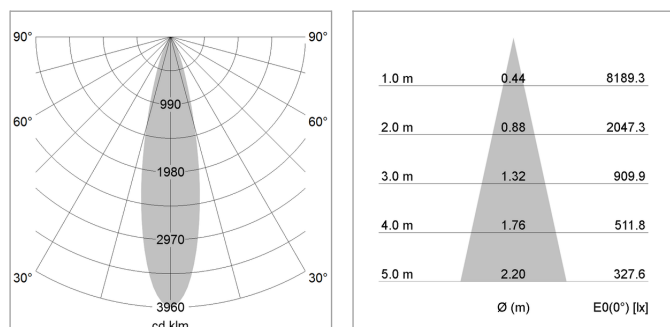 90° 90°
990
60° 60°
1980
2970
30° 30°
3960
cd klm
1.0 m 0.44 8189.3
2.0 m 0.88 2047.3
3.0 m 1.32 909.9
4.0 m 1.76 511.8
5.0 m 2.20 327.6
Ø (m) E0(0°) [lx]